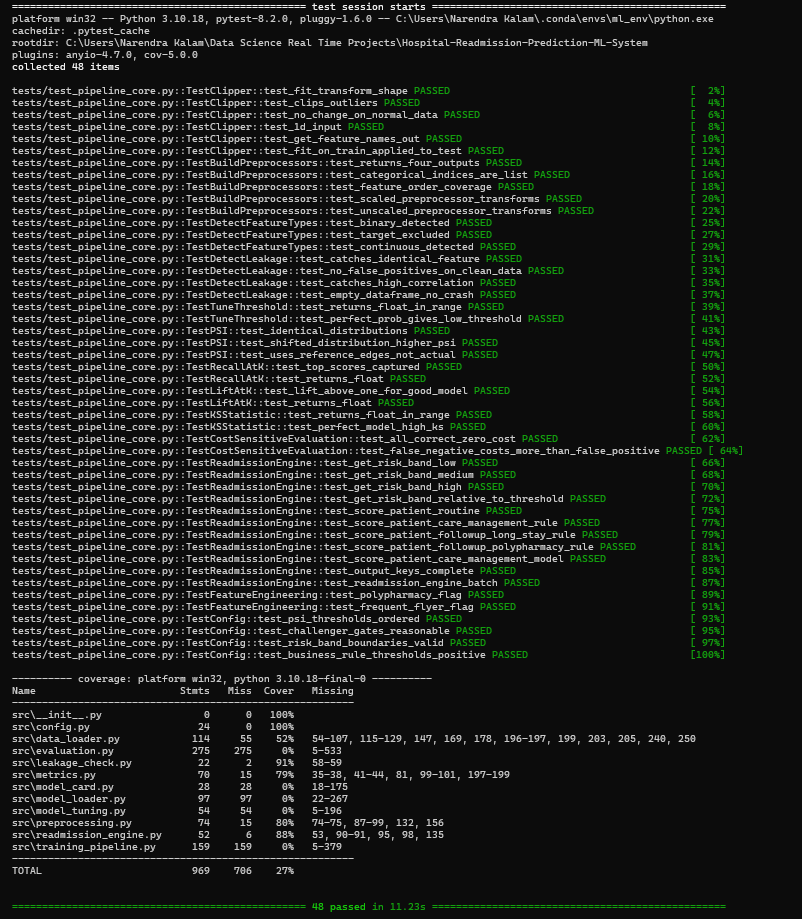 ============================================= test session starts =============================================
platform win32 -- Python 3.10.18, pytest-8.2.0, pluggy-1.6.0 -- C:\Users\Narendra Kalam\.conda\envs\ml_env\python.exe
cachedir: .pytest_cache
rootdir: C:\Users\Narendra Kalam\Data Science Real Time Projects\Hospital-Readmission-Prediction-ML-System
plugins: anyio-4.7.0, cov-5.0.0
collected 48 items
tests/test_pipeline_core.py::TestClipper::test_fit_transform_shape PASSED [  2%]
tests/test_pipeline_core.py::TestClipper::test_clips_outliers PASSED [  4%]
tests/test_pipeline_core.py::TestClipper::test_no_change_on_normal_data PASSED [  6%]
tests/test_pipeline_core.py::TestClipper::test_1d_input PASSED [  8%]
tests/test_pipeline_core.py::TestClipper::test_get_feature_names_out PASSED [ 10%]
tests/test_pipeline_core.py::TestClipper::test_fit_on_train_applied_to_test PASSED [ 12%]
tests/test_pipeline_core.py::TestBuildPreprocessors::test_returns_four_outputs PASSED [ 14%]
tests/test_pipeline_core.py::TestBuildPreprocessors::test_categorical_indices_are_list PASSED [ 16%]
tests/test_pipeline_core.py::TestBuildPreprocessors::test_feature_order_coverage PASSED [ 18%]
tests/test_pipeline_core.py::TestBuildPreprocessors::test_scaled_preprocessor_transforms PASSED [ 20%]
tests/test_pipeline_core.py::TestBuildPreprocessors::test_unscaled_preprocessor_transforms PASSED [ 22%]
tests/test_pipeline_core.py::TestDetectFeatureTypes::test_binary_detected PASSED [ 25%]
tests/test_pipeline_core.py::TestDetectFeatureTypes::test_target_excluded PASSED [ 27%]
tests/test_pipeline_core.py::TestDetectFeatureTypes::test_continuous_detected PASSED [ 29%]
tests/test_pipeline_core.py::TestDetectLeakage::test_catches_identical_feature PASSED [ 31%]
tests/test_pipeline_core.py::TestDetectLeakage::test_no_false_positives_on_clean_data PASSED [ 33%]
tests/test_pipeline_core.py::TestDetectLeakage::test_catches_high_correlation PASSED [ 35%]
tests/test_pipeline_core.py::TestDetectLeakage::test_empty_dataframe_no_crash PASSED [ 37%]
tests/test_pipeline_core.py::TestTuneThreshold::test_returns_float_in_range PASSED [ 39%]
tests/test_pipeline_core.py::TestTuneThreshold::test_perfect_prob_gives_low_threshold PASSED [ 41%]
tests/test_pipeline_core.py::TestPSI::test_identical_distributions PASSED [ 43%]
tests/test_pipeline_core.py::TestPSI::test_shifted_distribution_higher_psi PASSED [ 45%]
tests/test_pipeline_core.py::TestPSI::test_uses_reference_edges_not_actual PASSED [ 47%]
tests/test_pipeline_core.py::TestRecallAtK::test_top_scores_captured PASSED [ 50%]
tests/test_pipeline_core.py::TestRecallAtK::test_returns_float PASSED [ 52%]
tests/test_pipeline_core.py::TestLiftAtK::test_lift_above_one_for_good_model PASSED [ 54%]
tests/test_pipeline_core.py::TestLiftAtK::test_returns_float PASSED [ 56%]
tests/test_pipeline_core.py::TestKSStatistic::test_returns_float_in_range PASSED [ 58%]
tests/test_pipeline_core.py::TestKSStatistic::test_perfect_model_high_ks PASSED [ 60%]
tests/test_pipeline_core.py::TestCostSensitiveEvaluation::test_all_correct_zero_cost PASSED [ 62%]
tests/test_pipeline_core.py::TestCostSensitiveEvaluation::test_false_negative_costs_more_than_false_positive PASSED [ 64%]
tests/test_pipeline_core.py::TestReadmissionEngine::test_get_risk_band_low PASSED [ 66%]
tests/test_pipeline_core.py::TestReadmissionEngine::test_get_risk_band_medium PASSED [ 68%]
tests/test_pipeline_core.py::TestReadmissionEngine::test_get_risk_band_high PASSED [ 70%]
tests/test_pipeline_core.py::TestReadmissionEngine::test_get_risk_band_relative_to_threshold PASSED [ 72%]
tests/test_pipeline_core.py::TestReadmissionEngine::test_score_patient_routine PASSED [ 75%]
tests/test_pipeline_core.py::TestReadmissionEngine::test_score_patient_care_management_rule PASSED [ 77%]
tests/test_pipeline_core.py::TestReadmissionEngine::test_score_patient_followup_long_stay_rule PASSED [ 79%]
tests/test_pipeline_core.py::TestReadmissionEngine::test_score_patient_followup_polypharmacy_rule PASSED [ 81%]
tests/test_pipeline_core.py::TestReadmissionEngine::test_score_patient_care_management_model PASSED [ 83%]
tests/test_pipeline_core.py::TestReadmissionEngine::test_output_keys_complete PASSED [ 85%]
tests/test_pipeline_core.py::TestReadmissionEngine::test_readmission_engine_batch PASSED [ 87%]
tests/test_pipeline_core.py::TestFeatureEngineering::test_polypharmacy_flag PASSED [ 89%]
tests/test_pipeline_core.py::TestFeatureEngineering::test_frequent_flyer_flag PASSED [ 91%]
tests/test_pipeline_core.py::TestConfig::test_psi_thresholds_ordered PASSED [ 93%]
tests/test_pipeline_core.py::TestConfig::test_challenger_gates_reasonable PASSED [ 95%]
tests/test_pipeline_core.py::TestConfig::test_risk_band_boundaries_valid PASSED [ 97%]
tests/test_pipeline_core.py::TestConfig::test_business_rule_thresholds_positive PASSED [100%]
---------- coverage: platform win32, python 3.10.18-final-0 ----------
Name Stmts Miss Cover Missing
---------------------------------------------------------
src\__init__.py 0 0 100%
src\config.py 24 0 100%
src\data_loader.py 114 55 52% 54-107, 115-129, 147, 169, 178, 196-197, 199, 203, 205, 240, 250
src\evaluation.py 275 275 0% 5-533
src\leakage_check.py 22 2 91% 58-59
src\metrics.py 70 15 79% 35-38, 41-44, 81, 99-101, 197-199
src\model_card.py 28 28 0% 18-175
src\model_loader.py 97 97 0% 22-267
src\model_tuning.py 54 54 0% 5-196
src\preprocessing.py 74 15 80% 74-75, 87-99, 132, 156
src\readmission_engine.py 52 6 88% 53, 90-91, 95, 98, 135
src\training_pipeline.py 159 159 0% 5-379
---------------------------------------------------------
TOTAL 969 706 27%
============================================= 48 passed in 11.23s =============================================